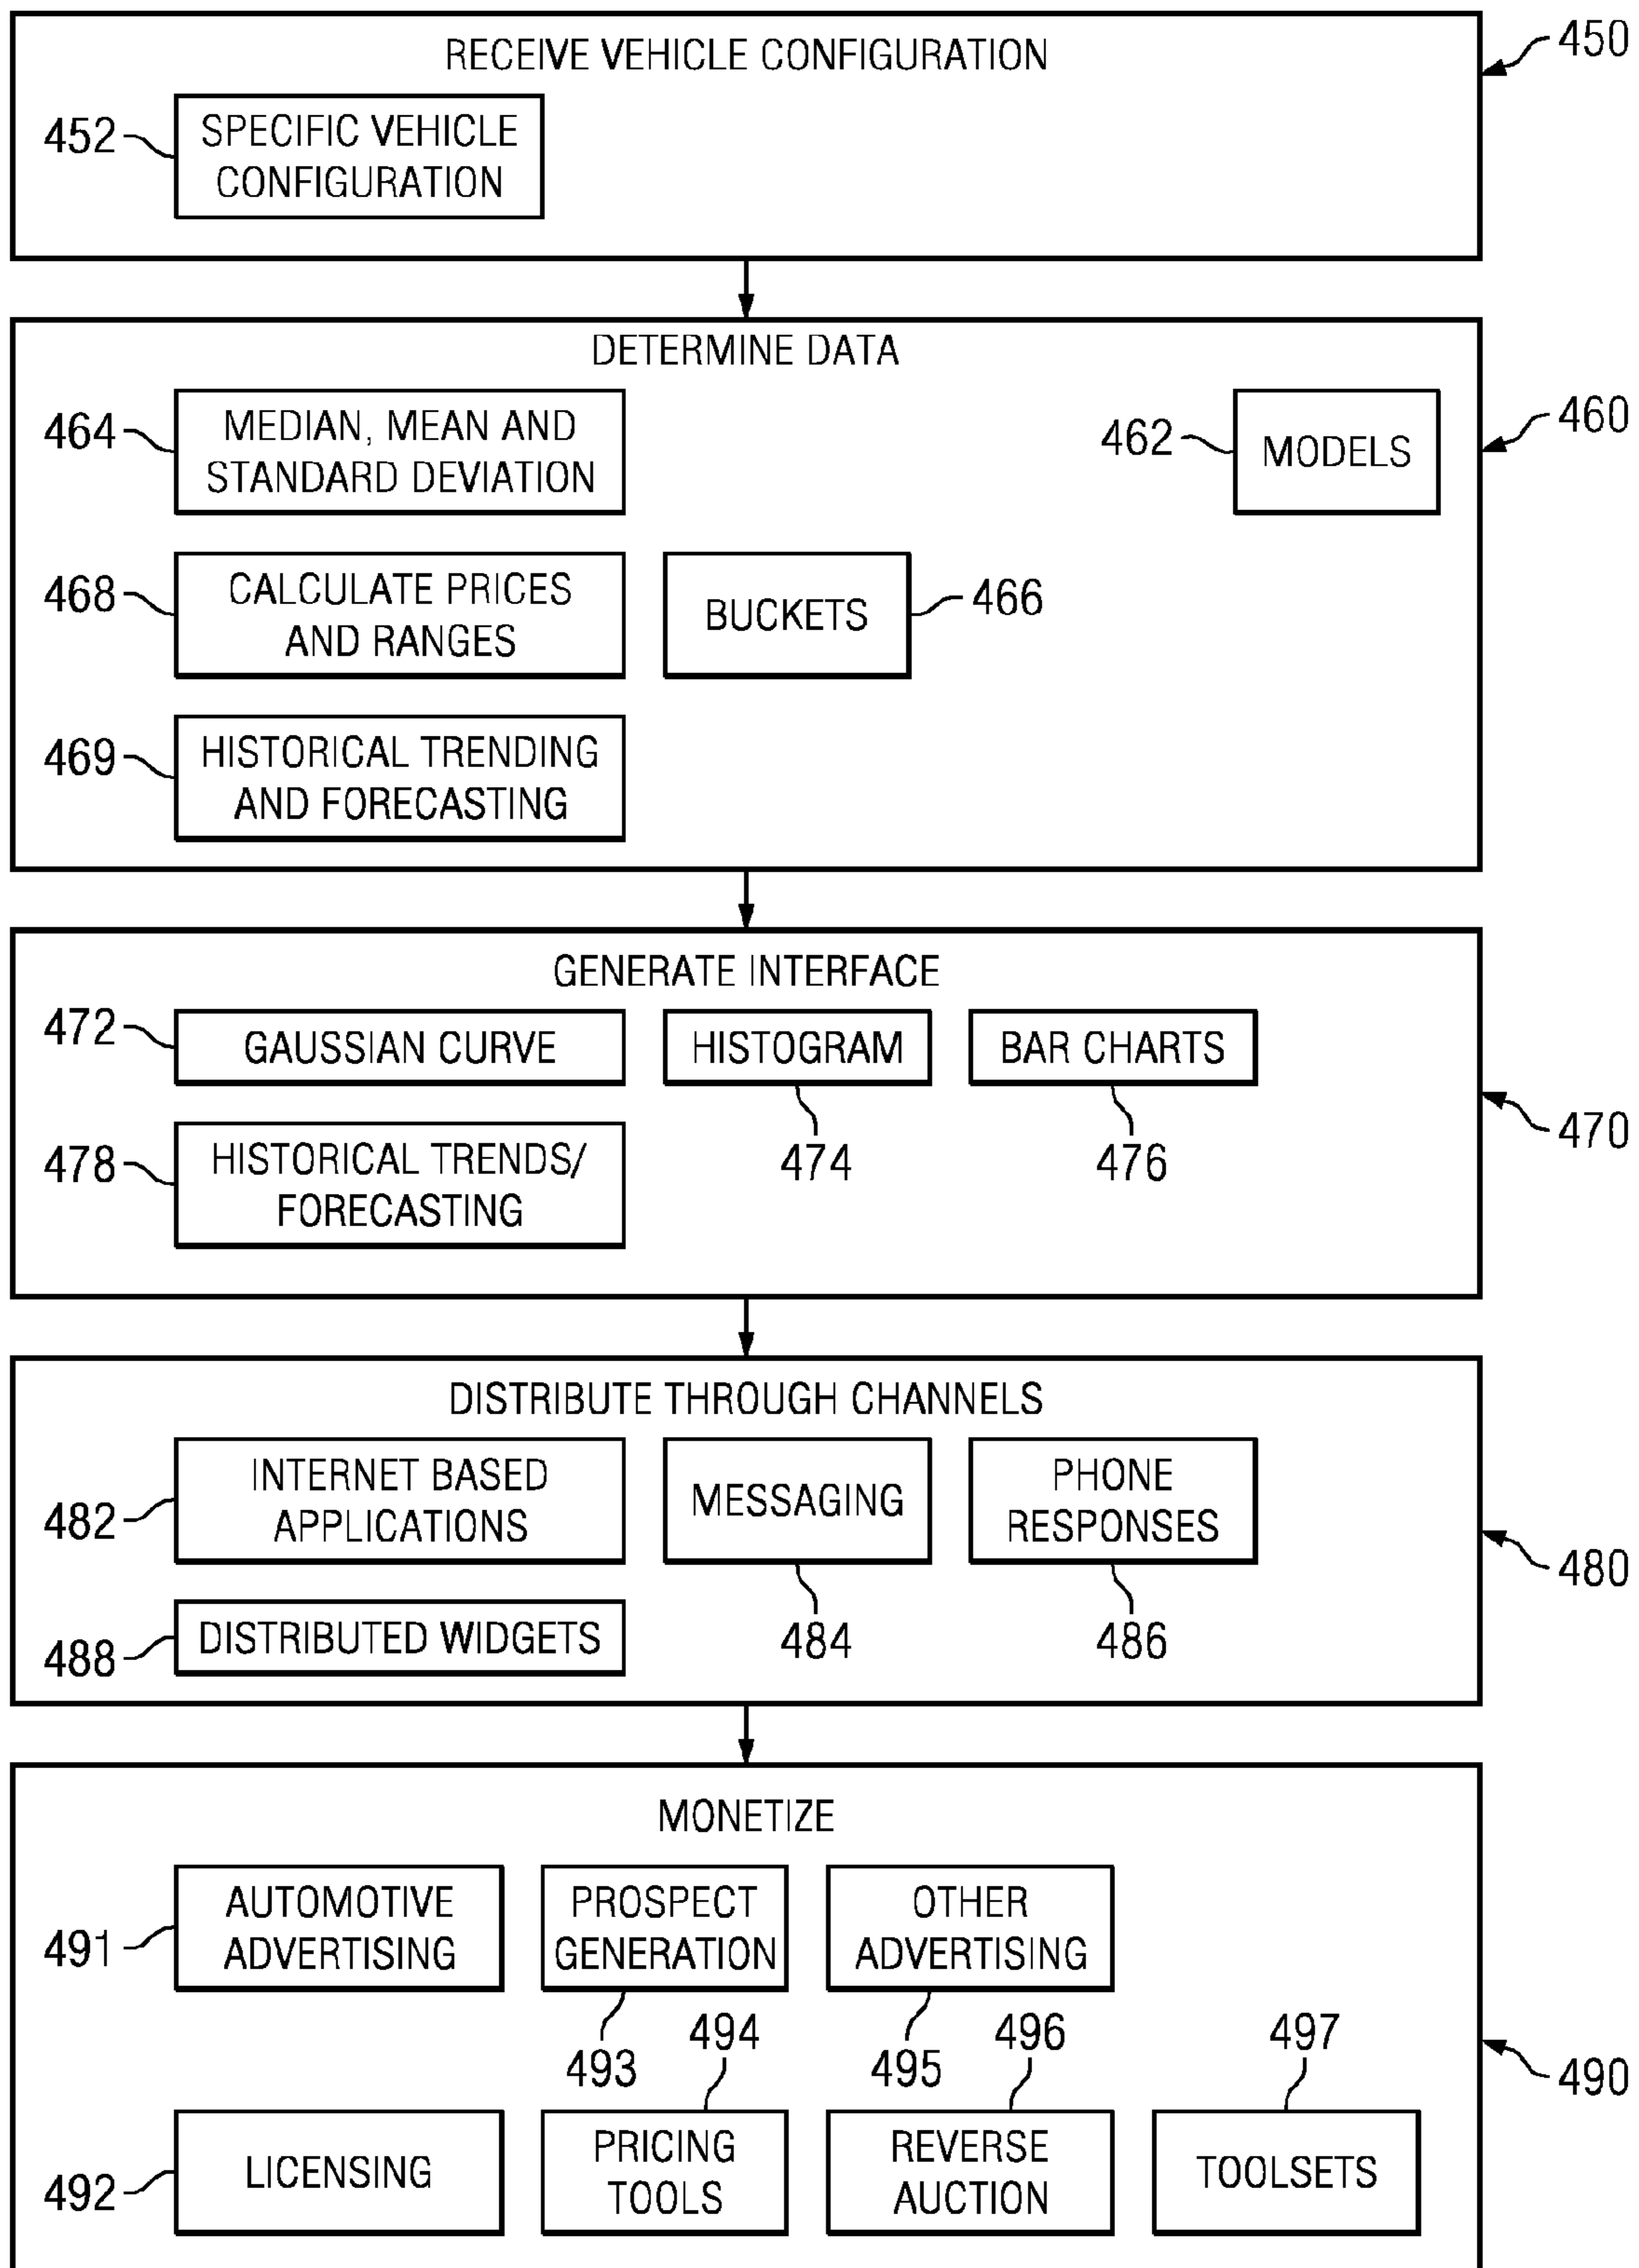 RECEIVE VEHICLE CONFIGURATION
450
452
SPECIFIC VEHICLE
CONFIGURATION
DETERMINE DATA
464
MEDIAN, MEAN AND
STANDARD DEVIATION
462
MODELS
460
468
CALCULATE PRICES
AND RANGES
BUCKETS
466
469
HISTORICAL TRENDING
AND FORECASTING
GENERATE INTERFACE
472
GAUSSIAN CURVE
HISTOGRAM
BAR CHARTS
474
476
470
478
HISTORICAL TRENDS/
FORECASTING
DISTRIBUTE THROUGH CHANNELS
482
INTERNET BASED
APPLICATIONS
MESSAGING
PHONE
RESPONSES
480
488
DISTRIBUTED WIDGETS
484
486
MONETIZE
491
AUTOMOTIVE
ADVERTISING
PROSPECT
GENERATION
OTHER
ADVERTISING
493
494
495
496
497
490
492
LICENSING
PRICING
TOOLS
REVERSE
AUCTION
TOOLSETS